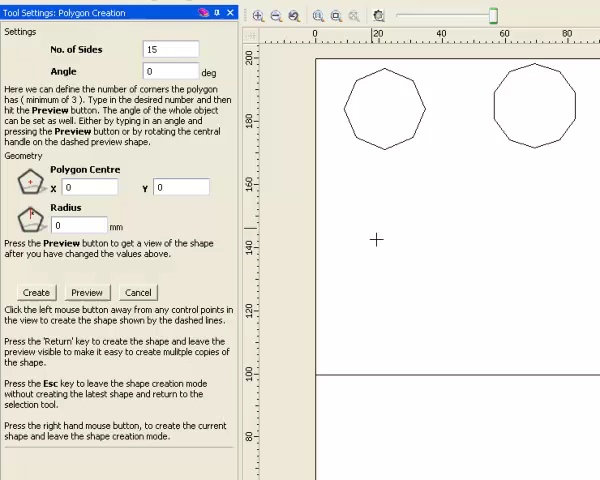 Tool Settings: Polygon Creation
Settings
No. of Sides 15
Angle 0 deg
Here we can define the number of corners the polygon
has ( minimum of 3 ). Type in the desired number and then
hit the Preview button. The angle of the whole object
can be set as well. Either by typing in an angle and
pressing the Preview button or by rotating the central
handle on the dashed preview shape.
Geometry
Polygon Centre
X 0 Y 0
Radius
0 mm
Press the Preview button to get a view of the shape
after you have changed the values above.
Create Preview Cancel
Click the left mouse button away from any control points in
the view to create the shape shown by the dashed lines.
Press the 'Return' key to create the shape and leave the
preview visible to make it easy to create mulitple copies of
the shape.
Press the Esc key to leave the shape creation mode
without creating the latest shape and return to the
selection tool.
Press the right hand mouse button, to create the current
shape and leave the shape creation mode.
0 20 40 60 80
200
180
160
140
120
100
80